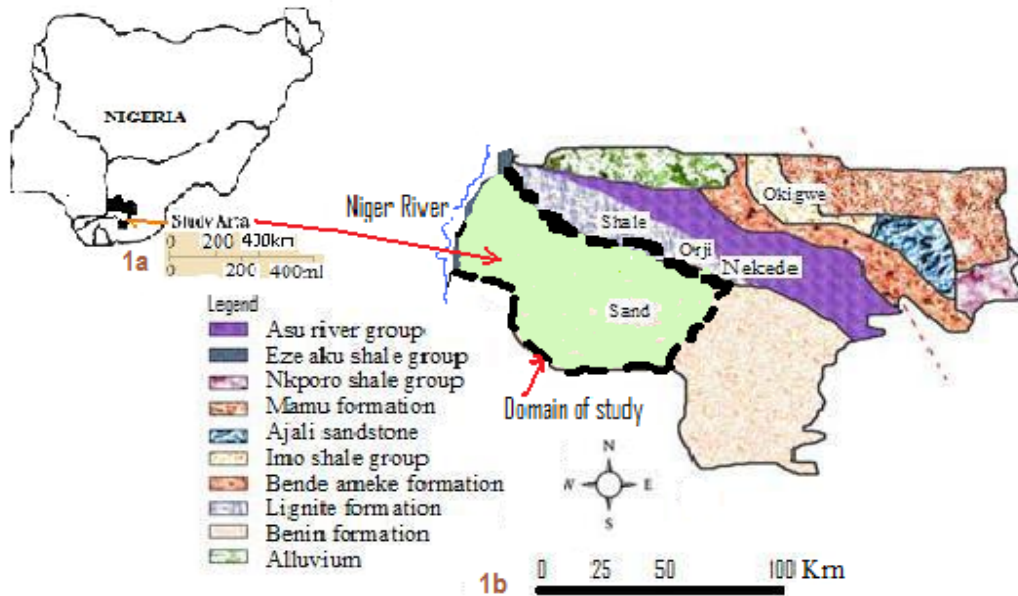 NIGERIA
Study Area
0 200 400km
1a
200 400ml
Niger River
Shale
Orji
Nekede
Okigwe
Sand
Domain of study
Legend
Asu river group
Eze aku shale group
Nkporo shale group
Mamu formation
Ajali sandstone
Imo shale group
Bende ameke formation
Lignite formation
Benin formation
Alluvium
N
W E
S
1b
0 25 50 100 Km